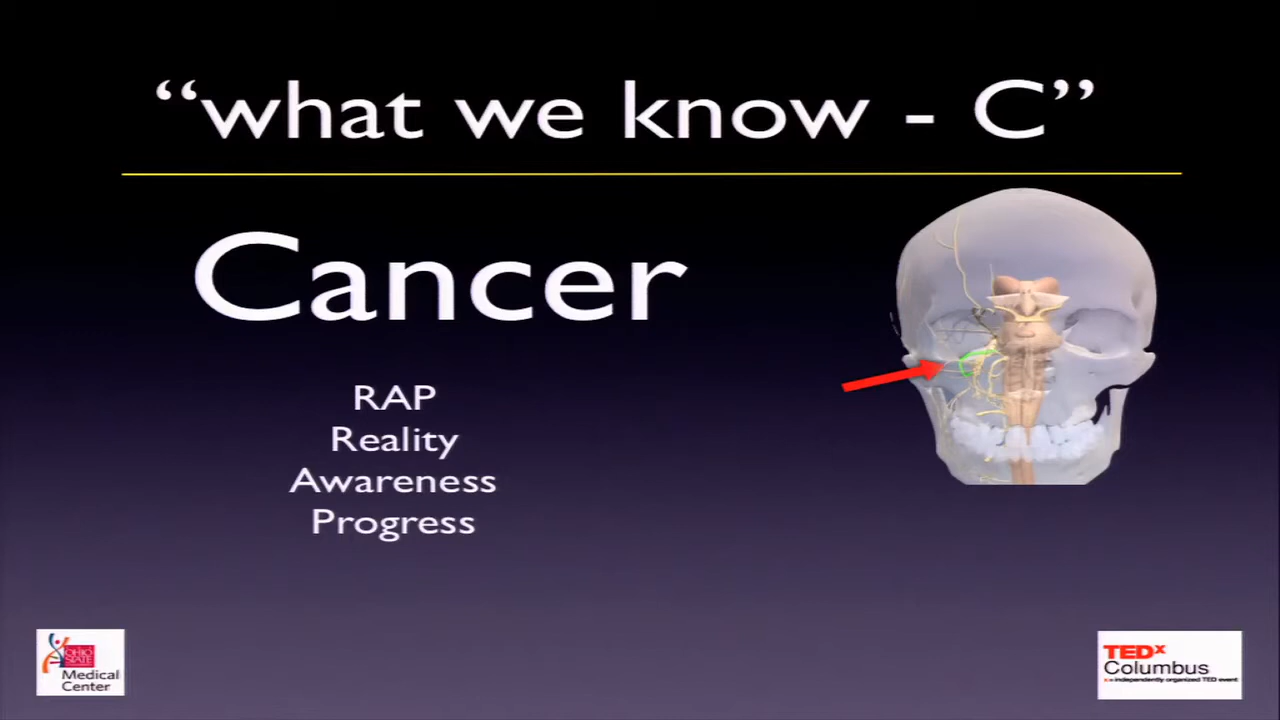 “what we know - C”
Cancer
RAP
Reality
Awareness
Progress
OHIO
STATE
Medical
Center
TEDx
Columbus
x = independently organized TED event